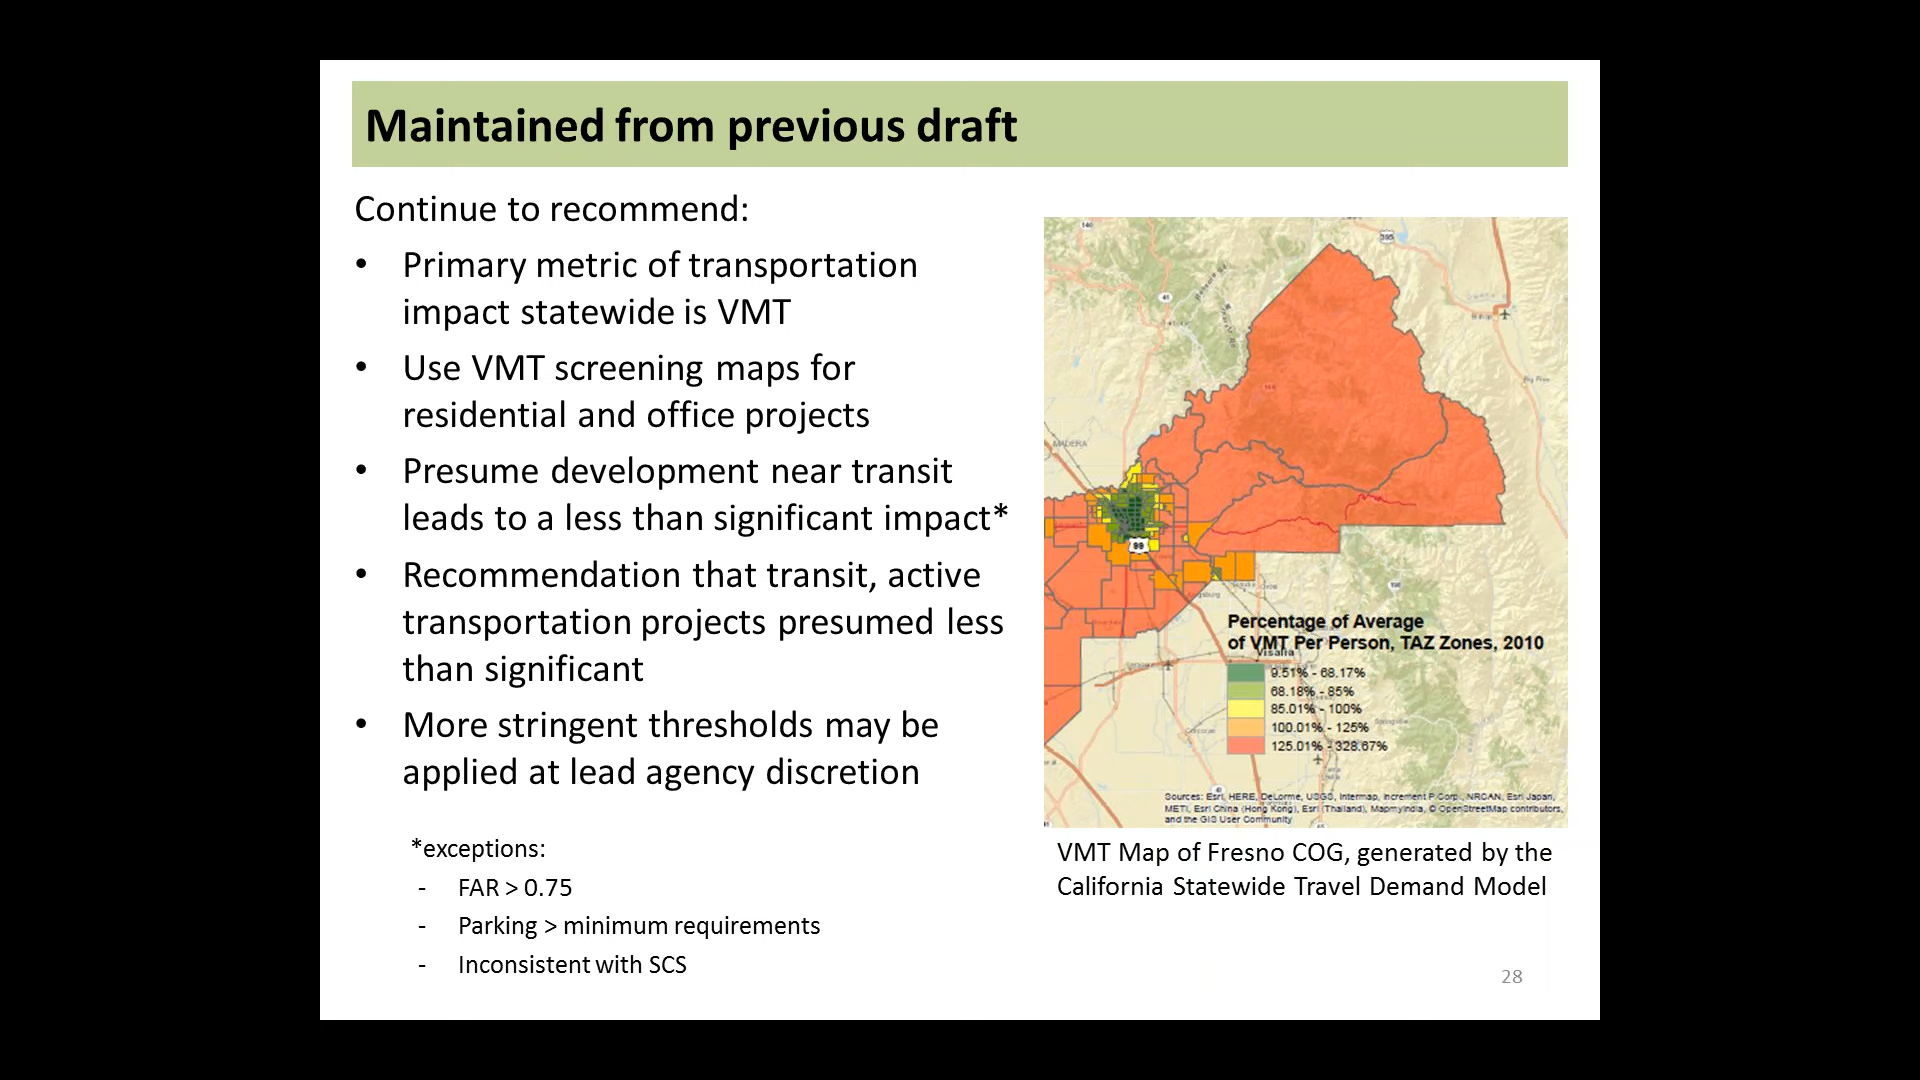 Maintained from previous draft
Continue to recommend:
• Primary metric of transportation
impact statewide is VMT
• Use VMT screening maps for
residential and office projects
• Presume development near transit
leads to a less than significant impact*
• Recommendation that transit, active
transportation projects presumed less
than significant
• More stringent thresholds may be
applied at lead agency discretion
*exceptions:
- FAR > 0.75
- Parking > minimum requirements
- Inconsistent with SCS
140
395
41
MADERA
99
Percentage of Average
of VMT Per Person, TAZ Zones, 2010
Visalia
9.51% - 68.17%
68.18% - 85%
85.01% - 100%
100.01% - 125%
125.01% - 328.67%
Sources: Esri, HERE, DeLorme, USGS, Intermap, increment P Corp., NRCAN, Esri Japan,
METI, Esri China (Hong Kong), Esri (Thailand), MapmyIndia, © OpenStreetMap contributors,
and the GIS User Community
VMT Map of Fresno COG, generated by the
California Statewide Travel Demand Model
28